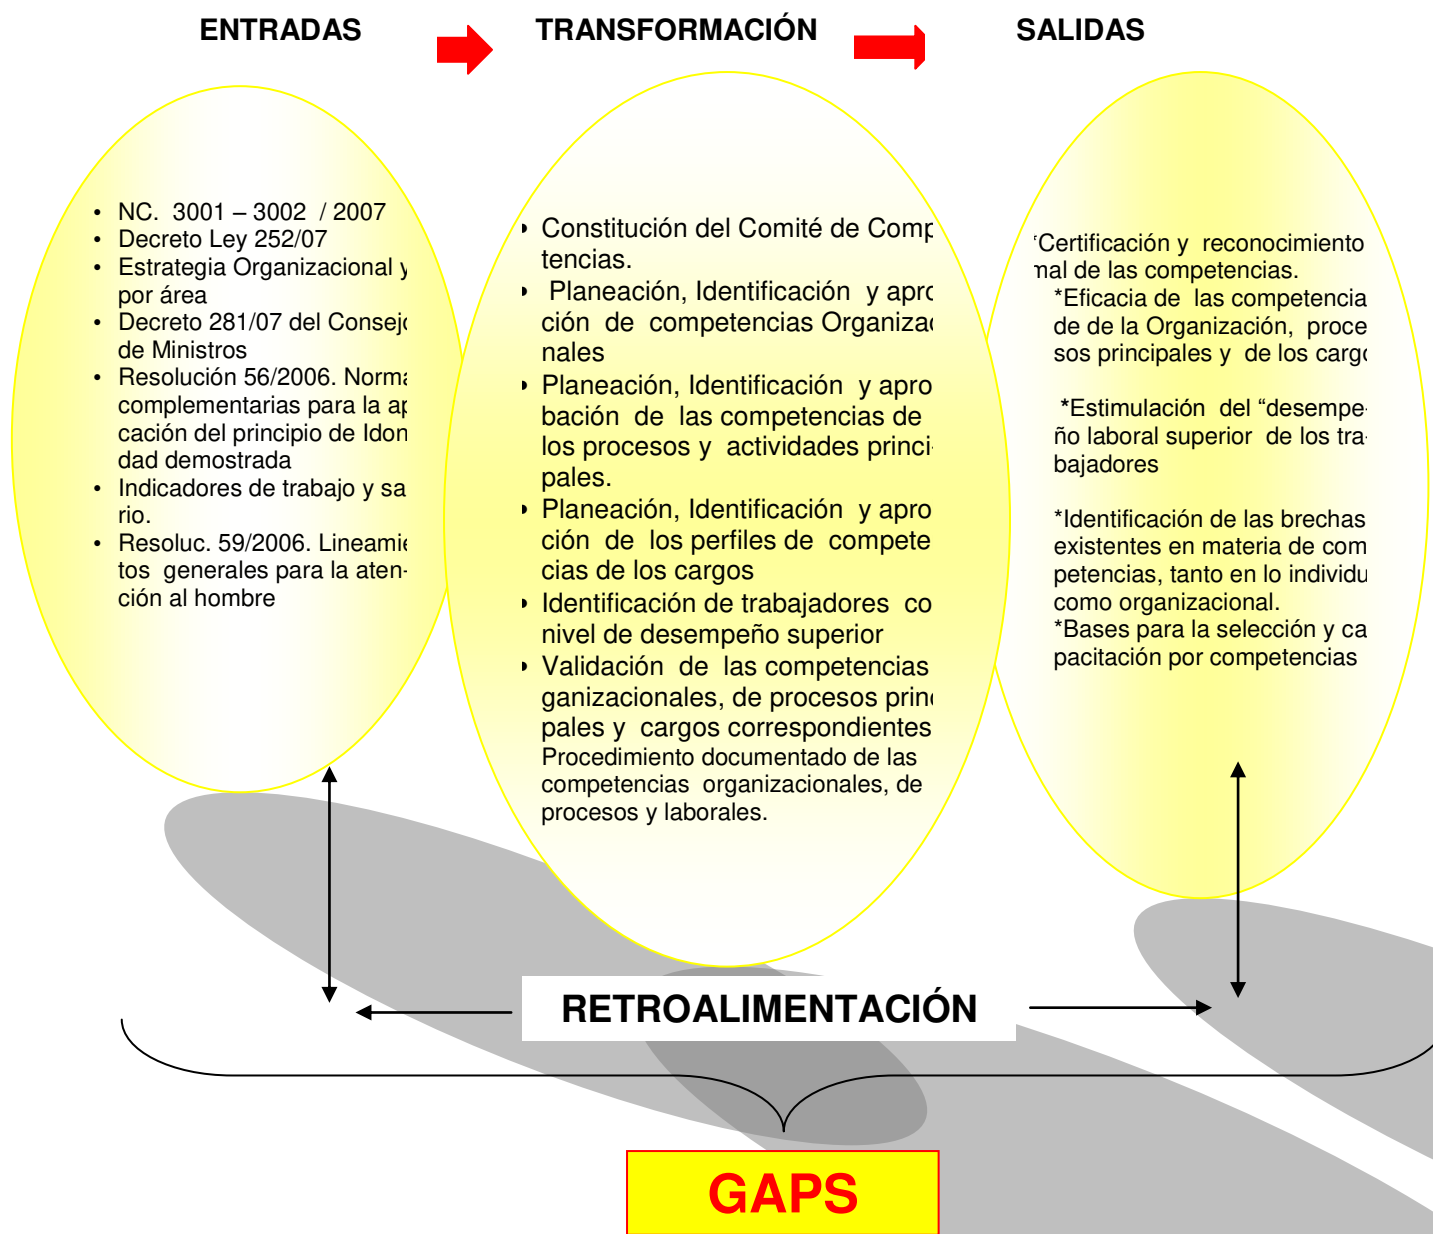 ENTRADAS
TRANSFORMACIÓN
SALIDAS
• NC. 3001 – 3002 / 2007
• Decreto Ley 252/07
• Estrategia Organizacional y
por área
• Decreto 281/07 del Consejo
de Ministros
• Resolución 56/2006. Norma
complementarias para la ap
cación del principio de Idon
dad demostrada
• Indicadores de trabajo y sa
rio.
• Resoluc. 59/2006. Lineamie
tos generales para la aten-
ción al hombre
• Constitución del Comité de Comp
tencias.
• Planeación, Identificación y apro
ción de competencias Organizac
nales
• Planeación, Identificación y apro
bación de las competencias de
los procesos y actividades princi-
pales.
• Planeación, Identificación y apro
ción de los perfiles de compete
cias de los cargos
• Identificación de trabajadores co
nivel de desempeño superior
• Validación de las competencias
ganizacionales, de procesos princ
pales y cargos correspondientes
Procedimiento documentado de las
competencias organizacionales, de
procesos y laborales.
*Certificación y reconocimiento
mal de las competencias.
*Eficacia de las competencia
de de la Organización, proce
sos principales y de los cargo
*Estimulación del “desempe-
ño laboral superior de los tra-
bajadores
*Identificación de las brechas
existentes en materia de com
petencias, tanto en lo individu
como organizacional.
*Bases para la selección y ca
pacitación por competencias
RETROALIMENTACIÓN
GAPS